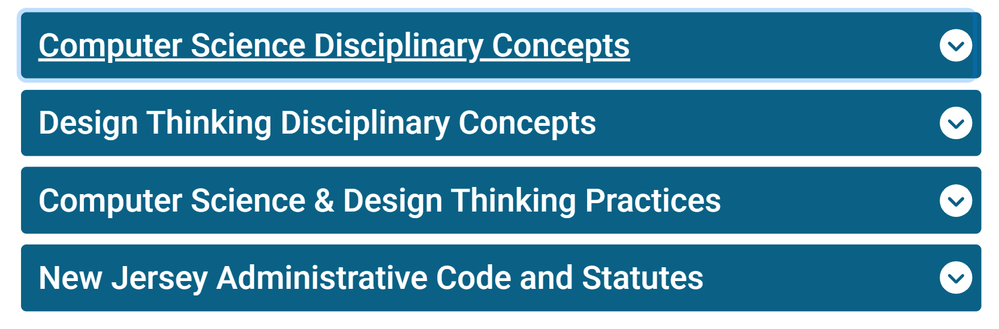 Computer Science Disciplinary Concepts
Design Thinking Disciplinary Concepts
Computer Science & Design Thinking Practices
New Jersey Administrative Code and Statutes